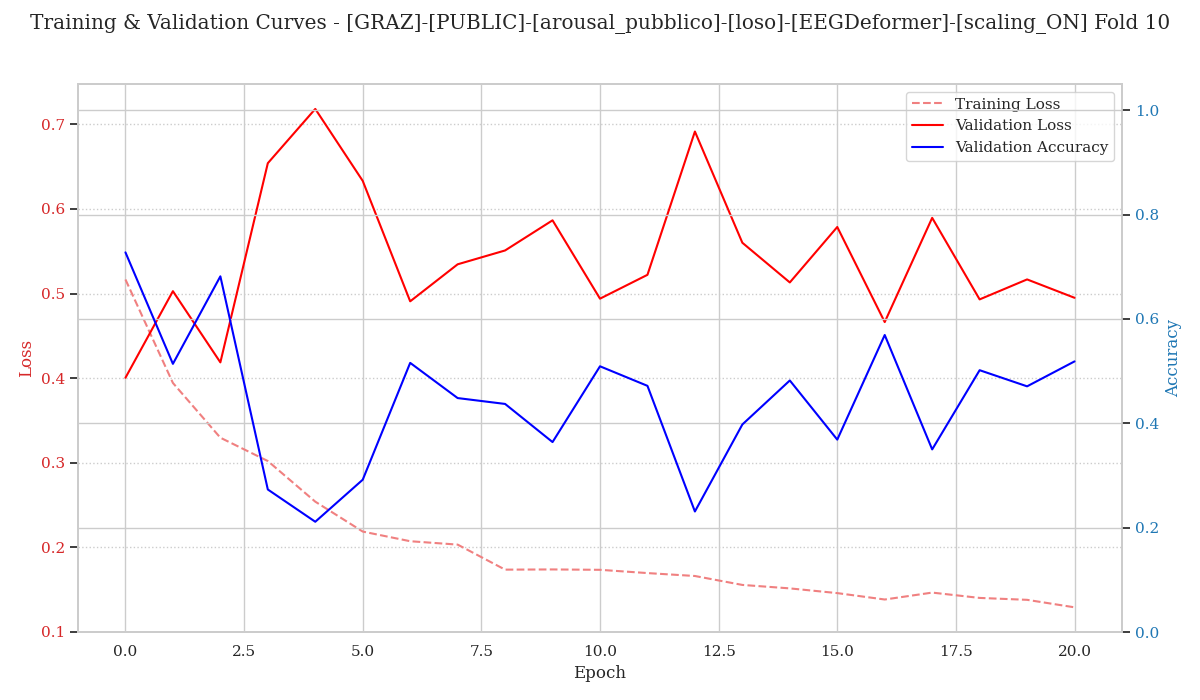 Training & Validation Curves - [GRAZ]-[PUBLIC]-[arousal_pubblico]-[loso]-[EEGDeformer]-[scaling_ON] Fold 10
Training Loss
Validation Loss
Validation Accuracy
Loss
0.7
0.6
0.5
0.4
0.3
0.2
0.1
1.0
0.8
0.6
0.4
0.2
0.0
Accuracy
0.0 2.5 5.0 7.5 10.0 12.5 15.0 17.5 20.0
Epoch